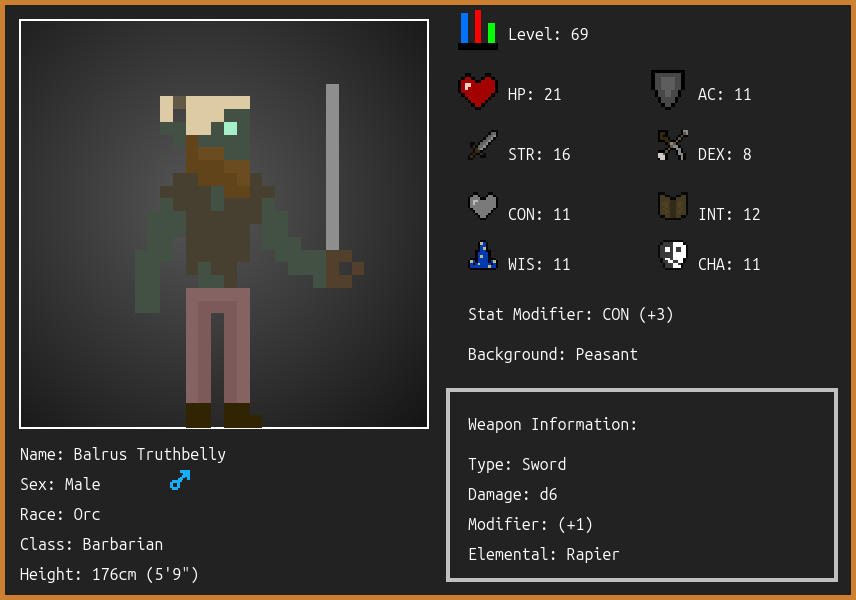 Level: 69
HP: 21
AC: 11
STR: 16
DEX: 8
CON: 11
INT: 12
WIS: 11
CHA: 11
Stat Modifier: CON (+3)
Background: Peasant
Weapon Information:
Type: Sword
Damage: d6
Modifier: (+1)
Elemental: Rapier
Name: Balrus Truthbelly
Sex: Male
Race: Orc
Class: Barbarian
Height: 176cm (5'9")